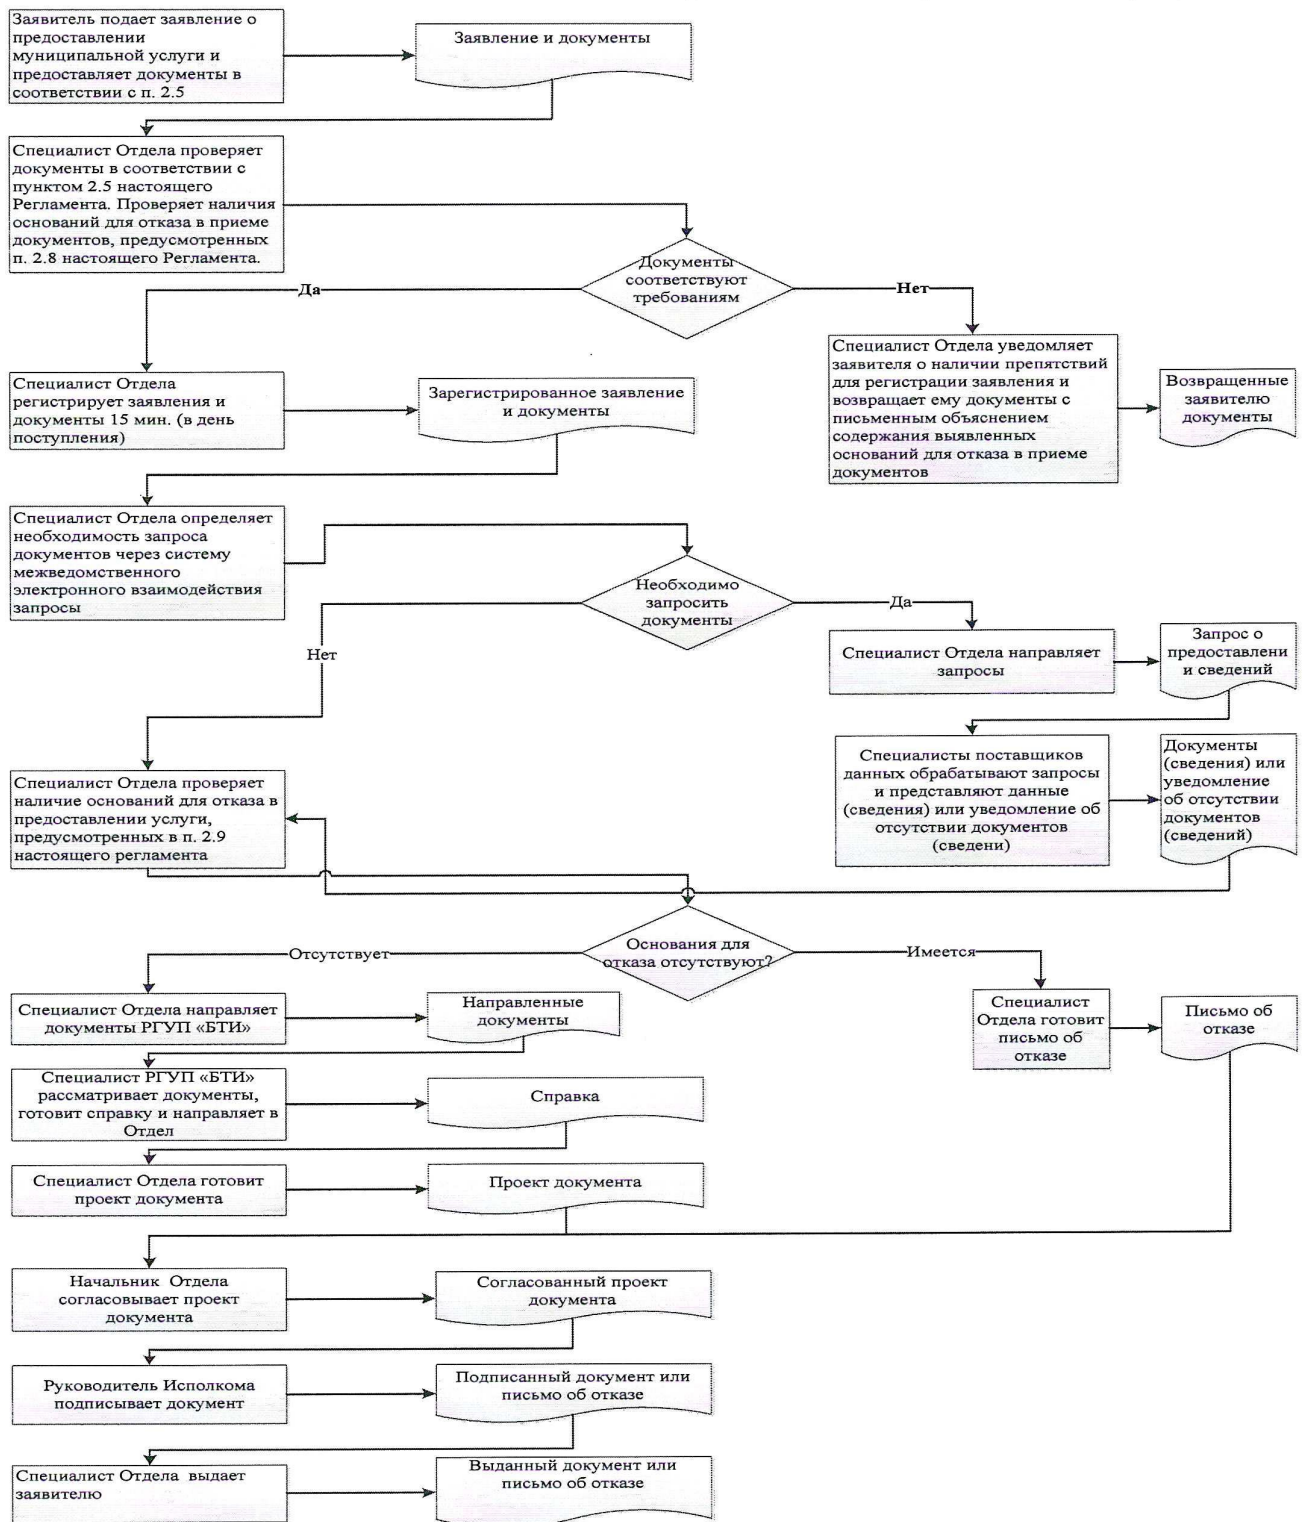 Заявитель подает заявление о
предоставлении
муниципальной услуги и
предоставляет документы в
соответствии с п. 2.5
Заявление и документы
Специалист Отдела проверяет
документы в соответствии с
пунктом 2.5 настоящего
Регламента. Проверяет наличия
оснований для отказа в приеме
документов, предусмотренных
п. 2.8 настоящего Регламента.
Документы
соответствуют
требованиям
Да
Нет
Специалист Отдела
регистрирует заявления и
документы 15 мин. (в день
поступления)
Зарегистрированное заявление
и документы
Специалист Отдела уведомляет
заявителя о наличии препятствий
для регистрации заявления и
возвращает ему документы с
письменным объяснением
содержания выявленных
оснований для отказа в приеме
документов
Возвращенные
заявителю
документы
Специалист Отдела определяет
необходимость запроса
документов через систему
межведомственного
электронного взаимодействия
запросы
Необходимо
запросить
документы
Да
Нет
Специалист Отдела направляет
запросы
Запрос о
предоставлени
и сведений
Специалисты поставщиков
данных обрабатывают запросы
и представляют данные
(сведения) или уведомление об
отсутствии документов
(сведени)
Документы
(сведения) или
уведомление
об отсутствии
документов
(сведений)
Специалист Отдела проверяет
наличие оснований для отказа в
предоставлении услуги,
предусмотренных в п. 2.9
настоящего регламента
Основания для
отказа отсутствуют?
Отсутствует
Имеется
Специалист Отдела направляет
документы РГУП «БТИ»
Направленные
документы
Специалист
Отдела готовит
письмо об
отказе
Письмо об
отказе
Специалист РГУП «БТИ»
рассматривает документы,
готовит справку и направляет в
Отдел
Справка
Специалист Отдела готовит
проект документа
Проект документа
Начальник Отдела
согласовывает проект
документа
Согласованный проект
документа
Руководитель Исполкома
подписывает документ
Подписанный документ или
письмо об отказе
Специалист Отдела выдает
заявителю
Выданный документ или
письмо об отказе